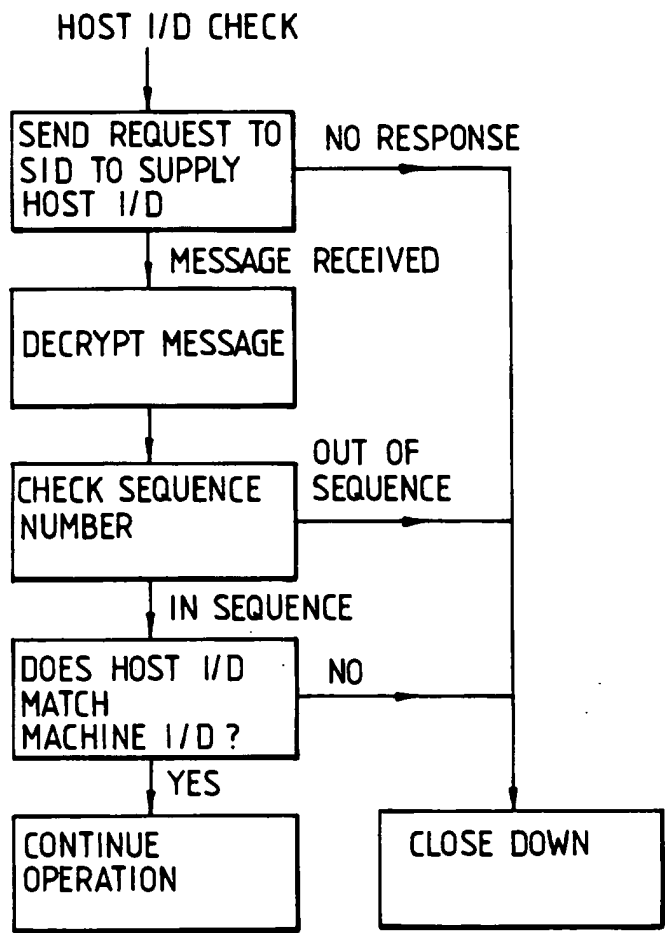 HOST I/D CHECK
SEND REQUEST TO
SID TO SUPPLY
HOST I/D
NO RESPONSE
MESSAGE RECEIVED
DECRYPT MESSAGE
CHECK SEQUENCE
NUMBER
OUT OF
SEQUENCE
IN SEQUENCE
DOES HOST I/D
MATCH
MACHINE I/D ?
NO
YES
CONTINUE
OPERATION
CLOSE DOWN